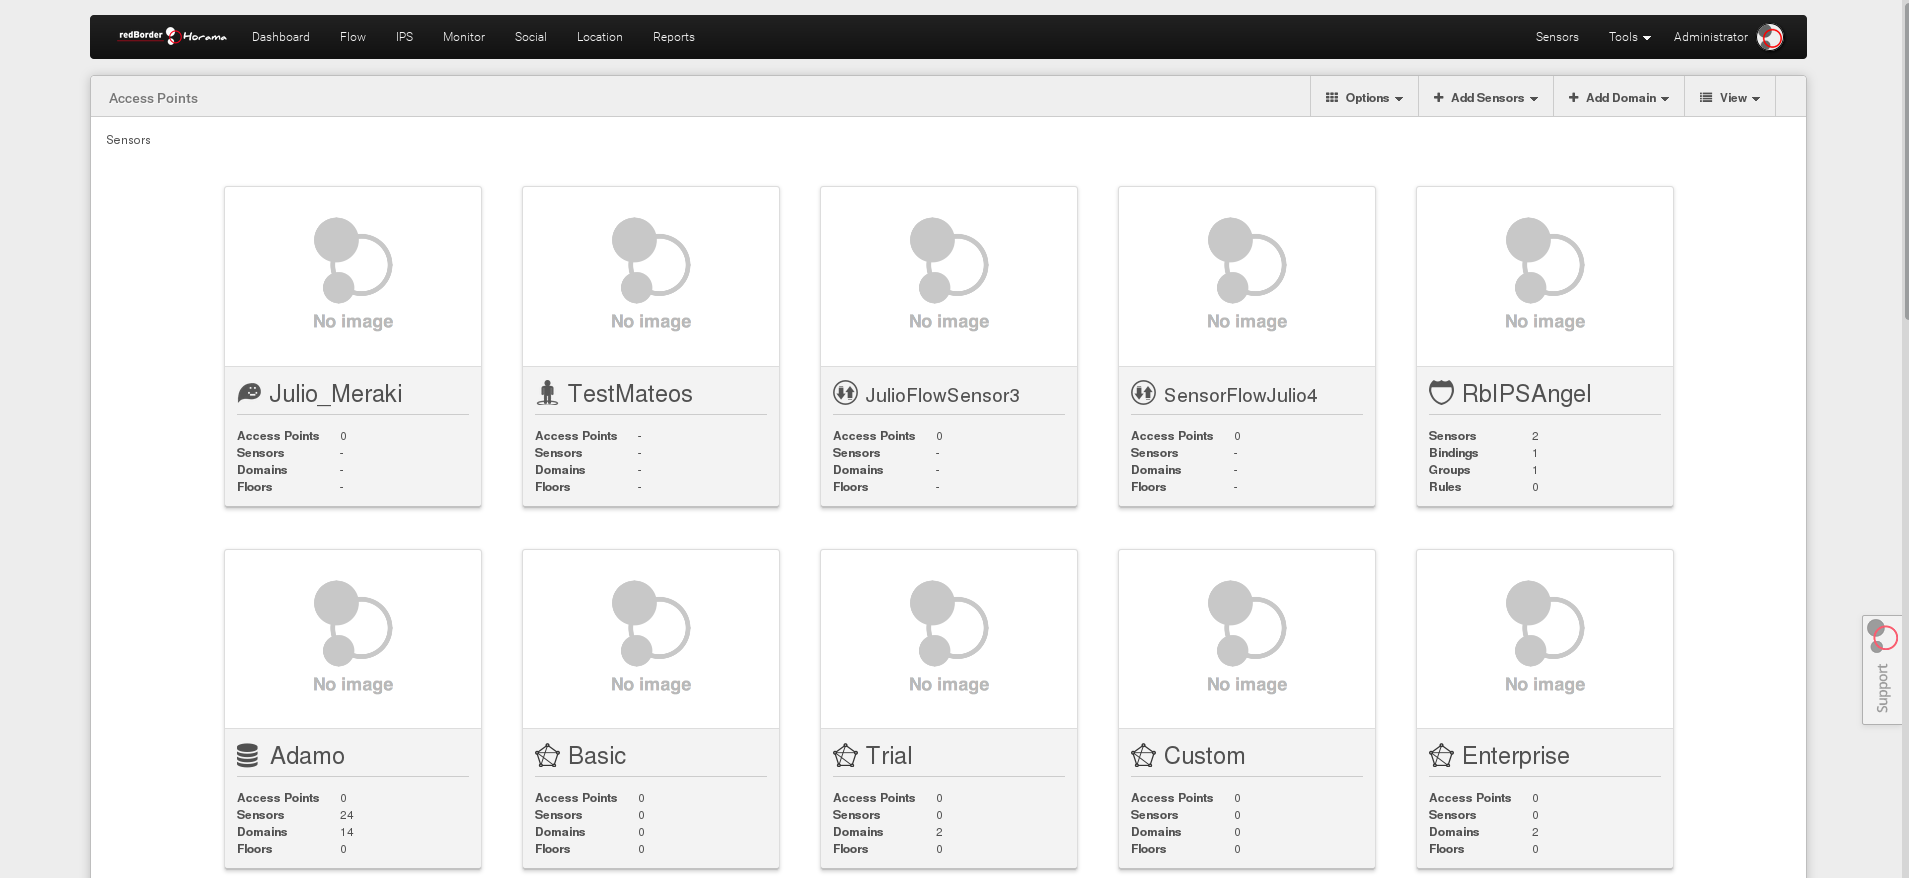 redBorder Horama Dashboard Flow IPS Monitor Social Location Reports Sensors Tools Administrator
Access Points Options Add Sensors Add Domain View
Sensors
No image No image No image No image No image
Julio_Meraki TestMateos JulioFlowSensor3 SensorFlowJulio4 RbIPSAngel
Access Points 0 Access Points - Access Points 0 Access Points 0 Sensors 2
Sensors - Sensors - Sensors - Sensors - Bindings 1
Domains - Domains - Domains - Domains - Groups 1
Floors - Floors - Floors - Floors - Rules 0
No image No image No image No image No image
Adamo Basic Trial Custom Enterprise
Access Points 0 Access Points 0 Access Points 0 Access Points 0 Access Points 0
Sensors 24 Sensors 0 Sensors 0 Sensors 0 Sensors 0
Domains 14 Domains 0 Domains 2 Domains 0 Domains 2
Floors 0 Floors 0 Floors 0 Floors 0 Floors 0
Support